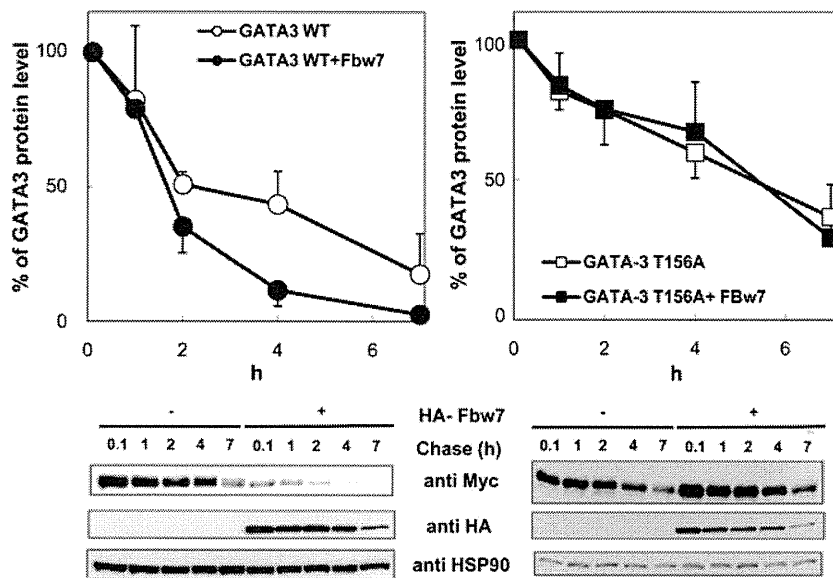 % of GATA3 protein level
100
50
0
0
2
4
6
h
GATA3 WT
GATA3 WT+Fbw7
% of GATA3 protein level
100
50
0
0
2
4
6
h
GATA-3 T156A
GATA-3 T156A+ FBw7
- + HA- Fbw7 - +
0.1 1 2 4 7 0.1 1 2 4 7 Chase (h) 0.1 1 2 4 7 0.1 1 2 4 7
anti Myc
anti HA
anti HSP90